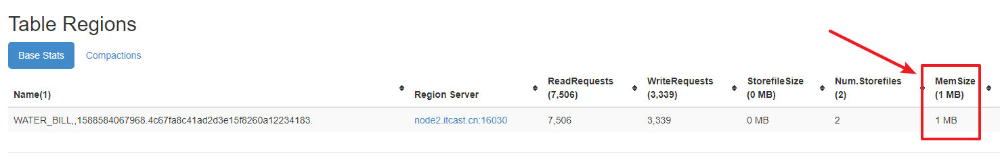 Table Regions
Base Stats Compactions
Name(1) Region Server ReadRequests (7,506) WriteRequests (3,339) StorefileSize (0 MB) Num.Storefiles (2) MemSize (1 MB)
WATER_BILL,,1588584067968.4c67fa8c41ad2d3e15f8260a12234183. node2.itcast.cn:16030 7,506 3,339 0 MB 2 1 MB